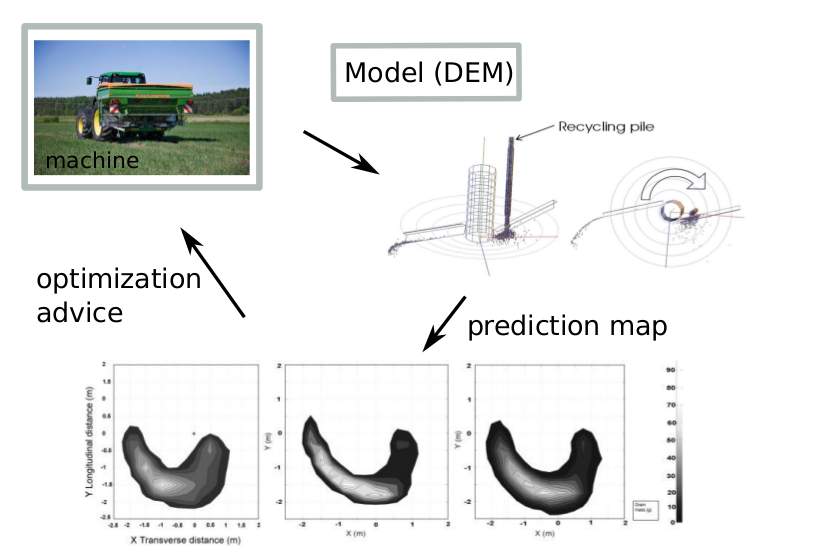 machine
Model (DEM)
Recycling pile
optimization
advice
prediction map
Y Longitudinal distance (m)
2
1.5
1
0.5
0
-0.5
-1
-1.5
-2
-2.5
-2.5 -2 -1.5 -1 -0.5 0 0.5 1 1.5 2
X Transverse distance (m)
Y (m)
2
1
0
-1
-2
-2 -1 0 1 2
X (m)
Y (m)
2
1
0
-1
-2
-2 -1 0 1 2
X (m)
90
80
70
60
50
40
30
20
10
0
mass (g)